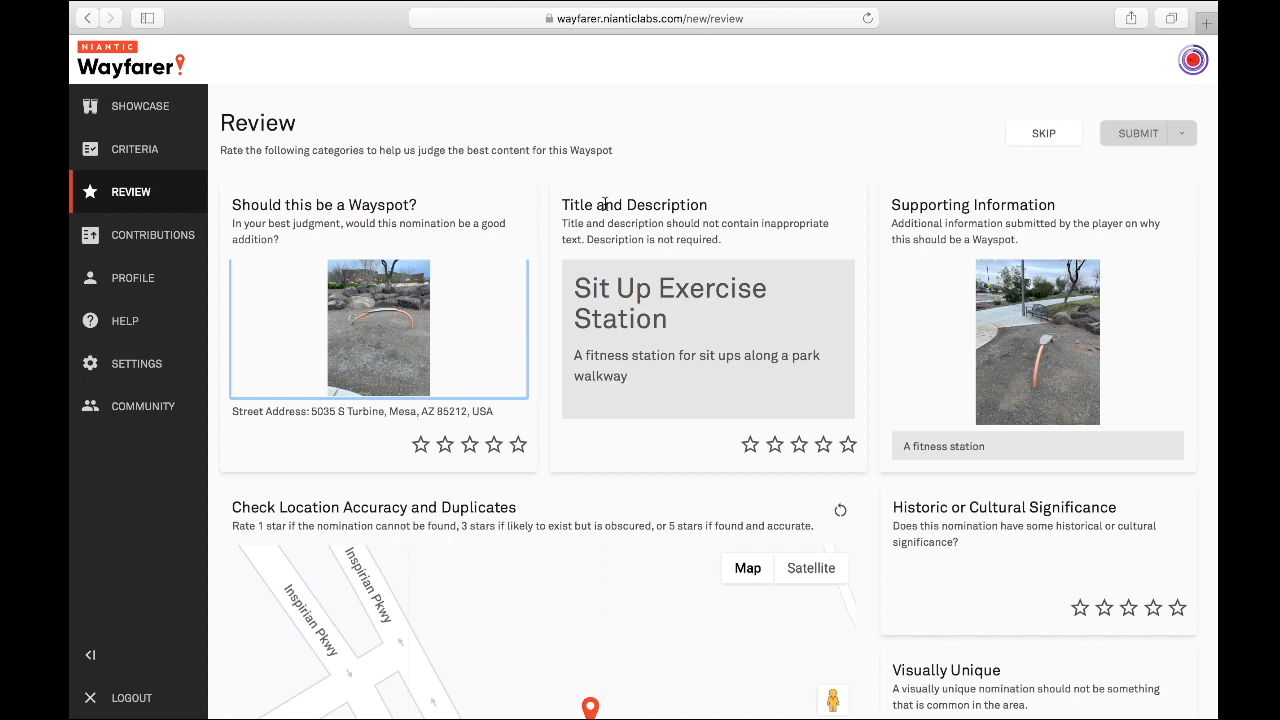 wayfarer.nianticlabs.com/new/review
NIANTIC
Wayfarer
SHOWCASE
CRITERIA
REVIEW
CONTRIBUTIONS
PROFILE
HELP
SETTINGS
COMMUNITY
LOGOUT
Review
Rate the following categories to help us judge the best content for this Wayspot
SKIP
SUBMIT
Should this be a Wayspot?
In your best judgment, would this nomination be a good
addition?
Street Address: 5035 S Turbine, Mesa, AZ 85212, USA
Title and Description
Title and description should not contain inappropriate
text. Description is not required.
Sit Up Exercise
Station
A fitness station for sit ups along a park
walkway
Supporting Information
Additional information submitted by the player on why
this should be a Wayspot.
A fitness station
Check Location Accuracy and Duplicates
Rate 1 star if the nomination cannot be found, 3 stars if likely to exist but is obscured, or 5 stars if found and accurate.
Map
Satellite
Inspirian Pkwy
Inspirian Pkwy
Historic or Cultural Significance
Does this nomination have some historical or cultural
significance?
Visually Unique
A visually unique nomination should not be something
that is common in the area.